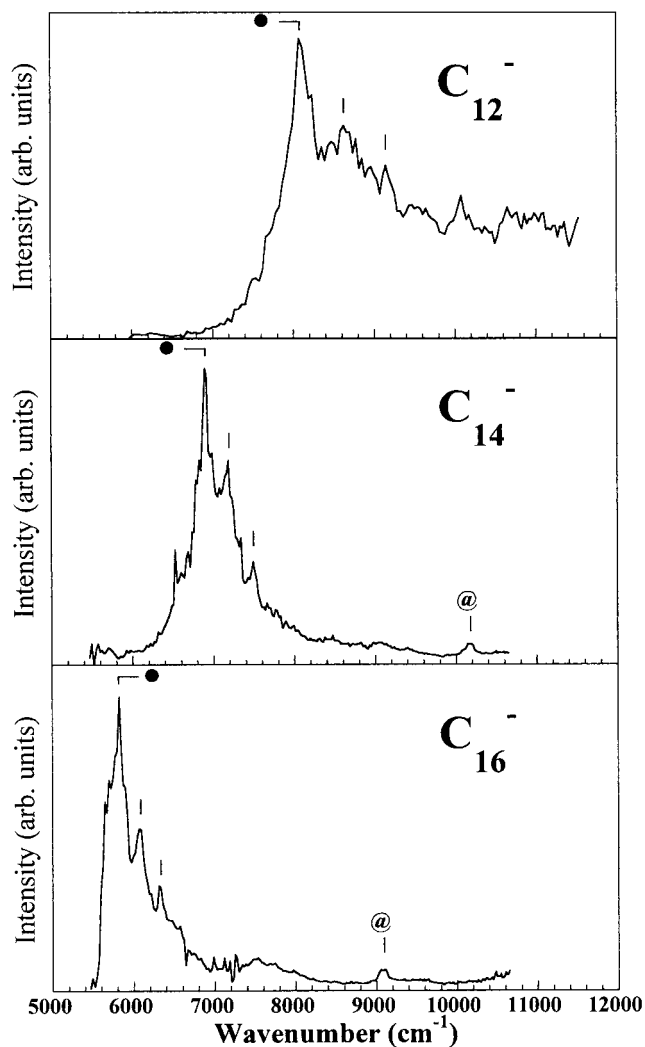 Intensity (arb. units)
C12-
Intensity (arb. units)
C14-
@
Intensity (arb. units)
C16-
@
5000 6000 7000 8000 9000 10000 11000 12000
Wavenumber (cm-1)